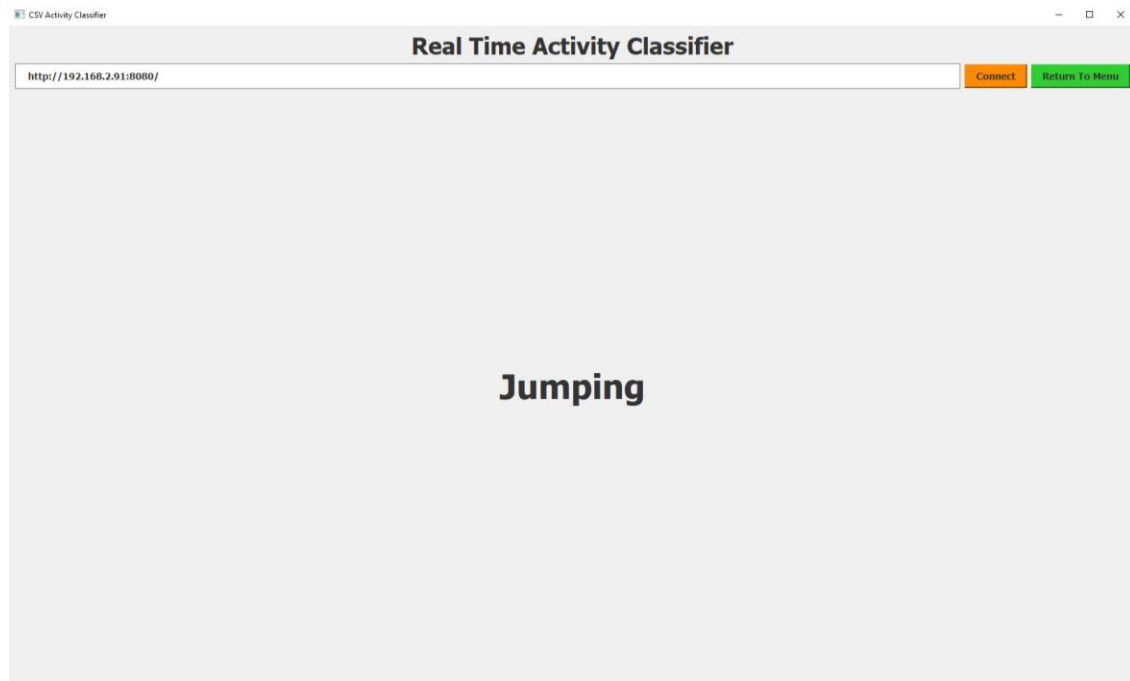 CSV Activity Classifier
Real Time Activity Classifier
http://192.168.2.91:8080/ Connect Return To Menu
Jumping